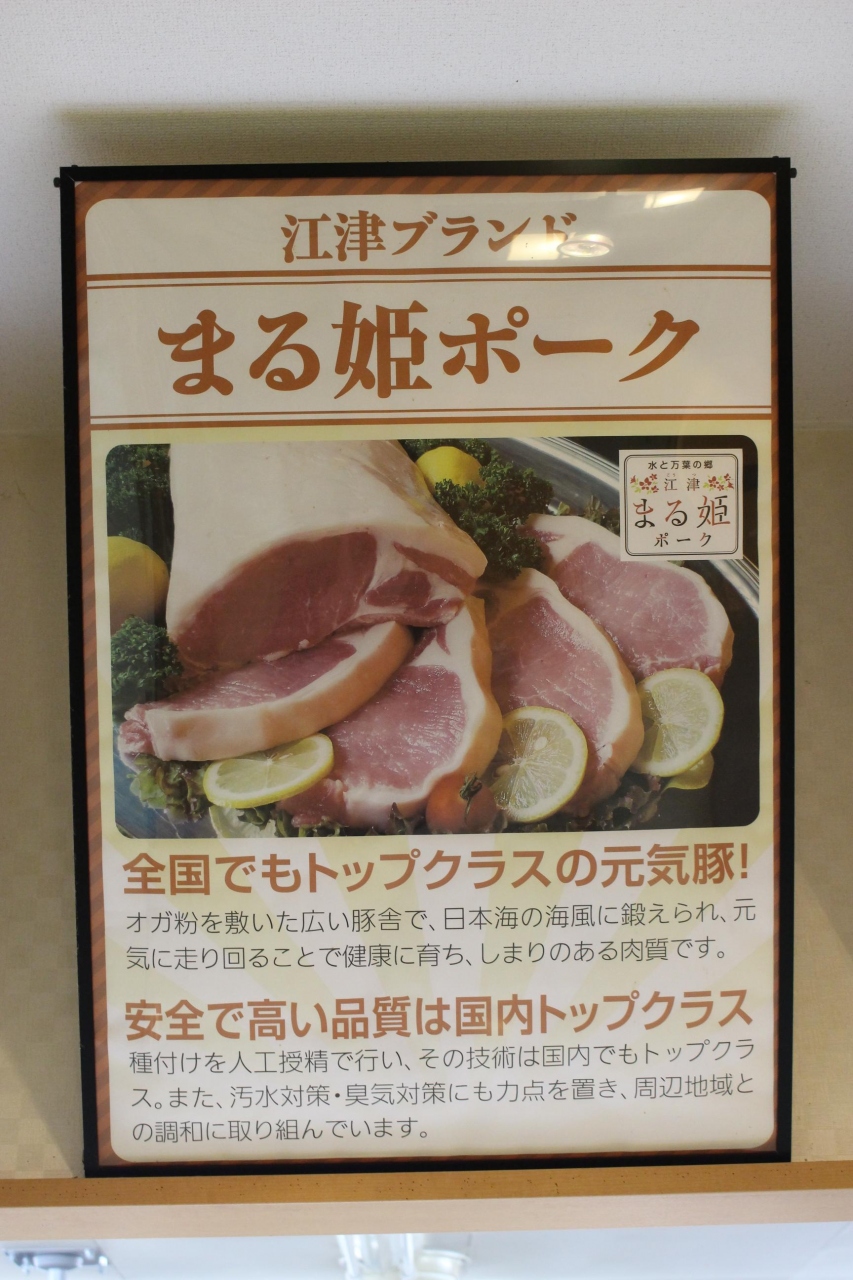 江津ブランド
まる姫ポーク
水と万葉の郷
江津
まる姫
ポーク
全国でもトップクラスの元気豚!
オガ粉を敷いた広い豚舎で、日本海の海風に鍛えられ、元
気に走り回ることで健康に育ち、しまりのある肉質です。
安全で高い品質は国内トップクラス
種付けを人工授精で行い、その技術は国内でもトップクラ
ス。また、汚水対策・臭気対策にも力点を置き、周辺地域と
の調和に取り組んでいます。